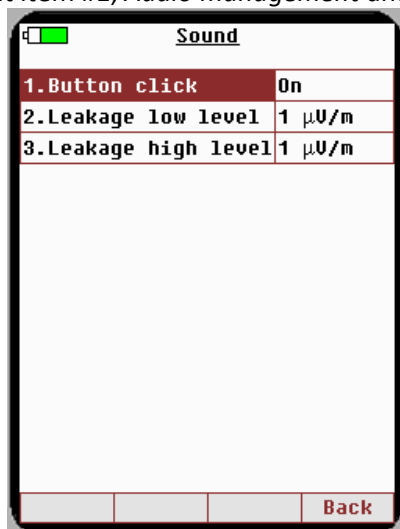 Sound
1.Button click On
2.Leakage low level 1 µV/m
3.Leakage high level 1 µV/m
Back